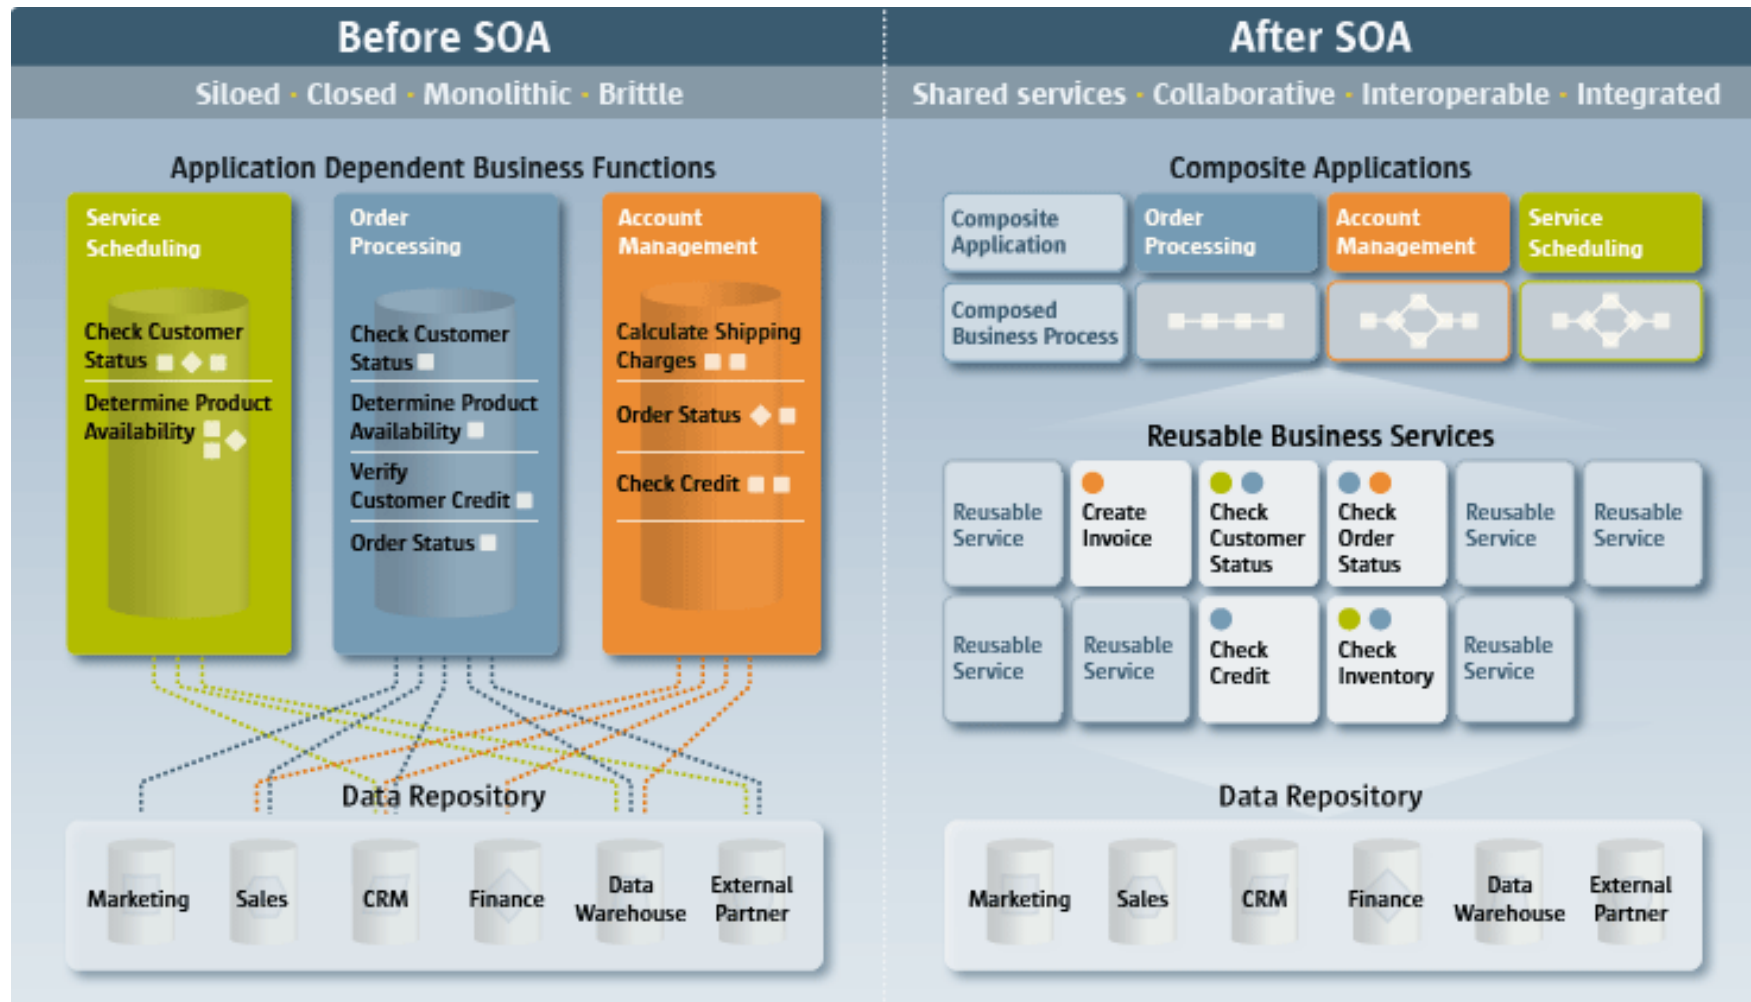 Before SOA
Siloed · Closed · Monolithic · Brittle
Application Dependent Business Functions
Service
Scheduling
Check Customer
Status
Determine Product
Availability
Order
Processing
Check Customer
Status
Determine Product
Availability
Verify
Customer Credit
Order Status
Account
Management
Calculate Shipping
Charges
Order Status
Check Credit
Data Repository
Marketing
Sales
CRM
Finance
Data
Warehouse
External
Partner
After SOA
Shared services · Collaborative · Interoperable · Integrated
Composite Applications
Composite
Application
Order
Processing
Account
Management
Service
Scheduling
Composed
Business Process
Reusable Business Services
Reusable
Service
Create
Invoice
Check
Customer
Status
Check
Order
Status
Reusable
Service
Reusable
Service
Reusable
Service
Reusable
Service
Check
Credit
Check
Inventory
Reusable
Service
Data Repository
Marketing
Sales
CRM
Finance
Data
Warehouse
External
Partner